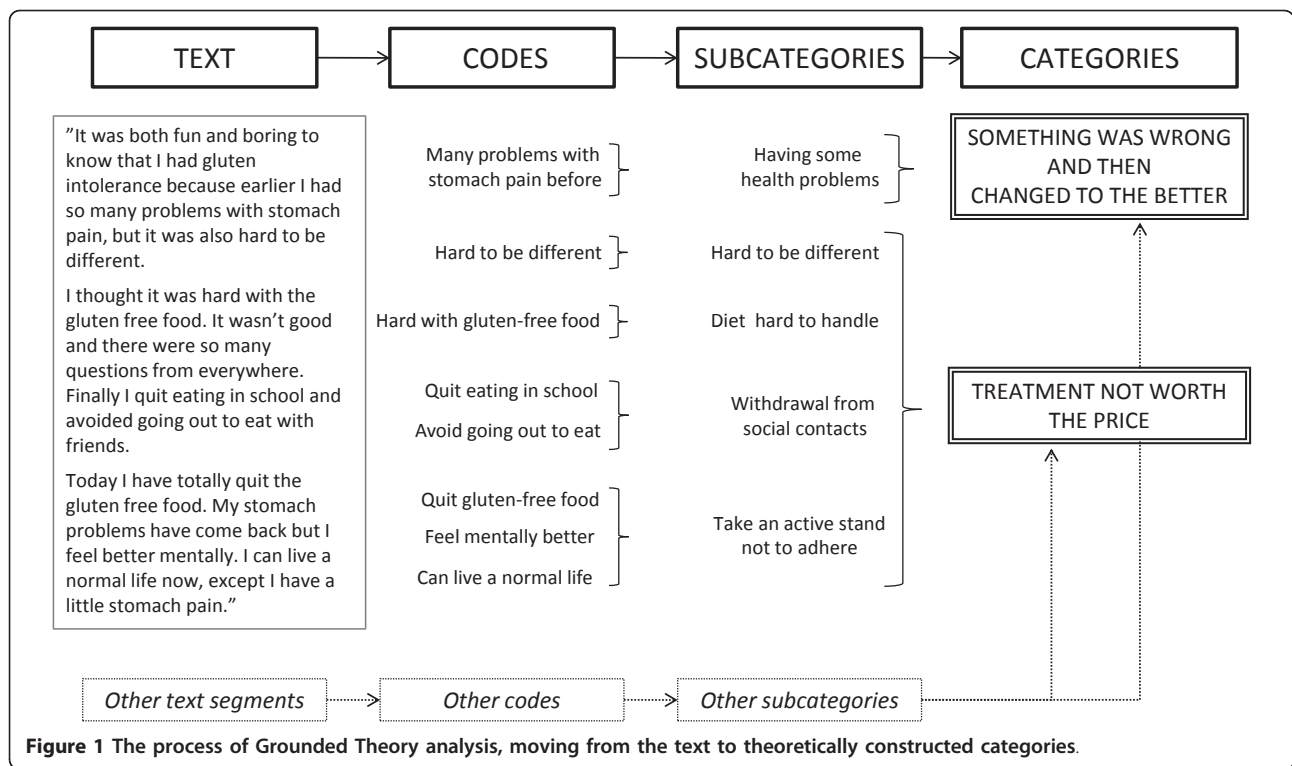 TEXT
CODES
SUBCATEGORIES
CATEGORIES
”It was both fun and boring to
know that I had gluten
intolerance because earlier I had
so many problems with stomach
pain, but it was also hard to be
different.
I thought it was hard with the
gluten free food. It wasn’t good
and there were so many
questions from everywhere.
Finally I quit eating in school and
avoided going out to eat with
friends.
Today I have totally quit the
gluten free food. My stomach
problems have come back but I
feel better mentally. I can live a
normal life now, except I have a
little stomach pain.”
Many problems with
stomach pain before
Hard to be different
Hard with gluten-free food
Quit eating in school
Avoid going out to eat
Quit gluten-free food
Feel mentally better
Can live a normal life
Having some
health problems
Hard to be different
Diet hard to handle
Withdrawal from
social contacts
Take an active stand
not to adhere
SOMETHING WAS WRONG
AND THEN
CHANGED TO THE BETTER
TREATMENT NOT WORTH
THE PRICE
Other text segments
Other codes
Other subcategories
Figure 1 The process of Grounded Theory analysis, moving from the text to theoretically constructed categories.